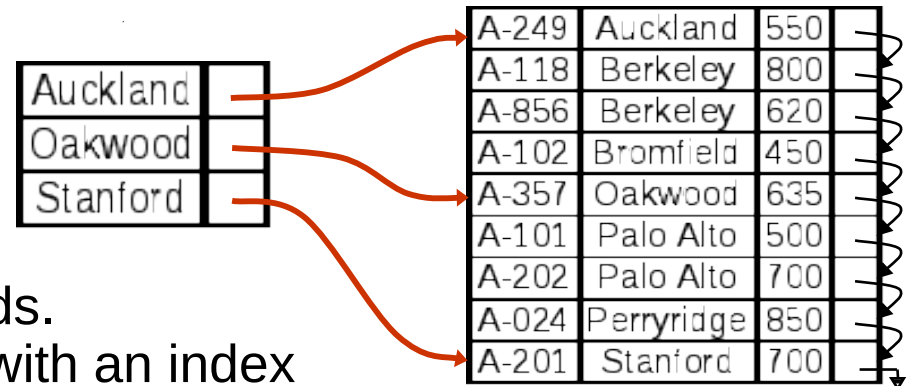 Auckland
Oakwood
Stanford
ds.
with an index
A-249 Auckland 550
A-118 Berkeley 800
A-856 Berkeley 620
A-102 Bromfield 450
A-357 Oakwood 635
A-101 Palo Alto 500
A-202 Palo Alto 700
A-024 Perryridge 850
A-201 Stanford 700